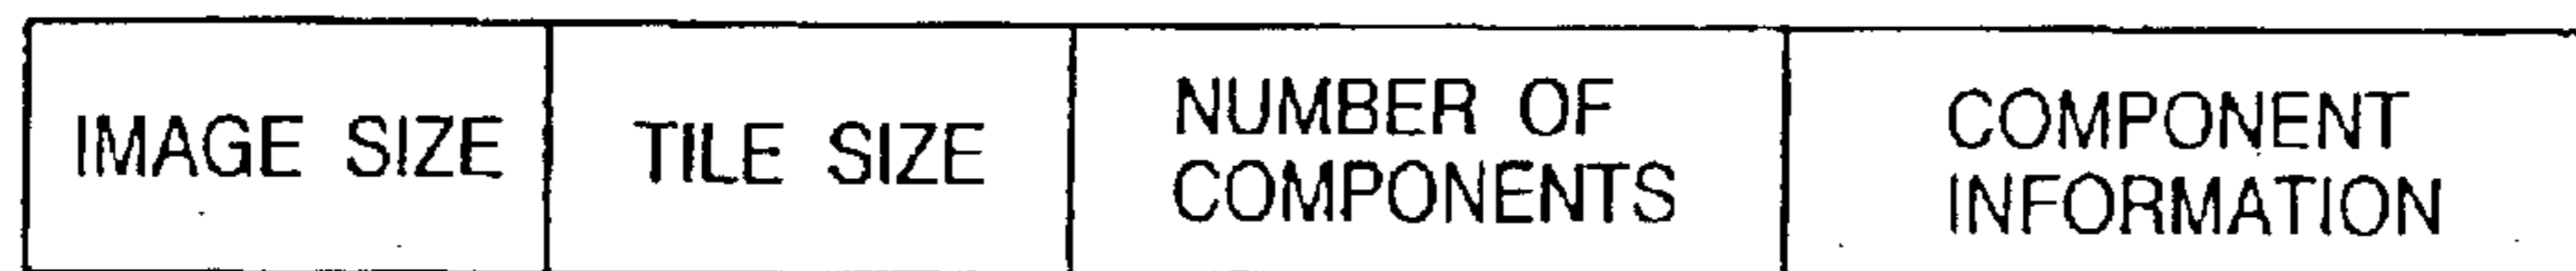 IMAGE SIZE
TILE SIZE
NUMBER OF
COMPONENTS
COMPONENT
INFORMATION